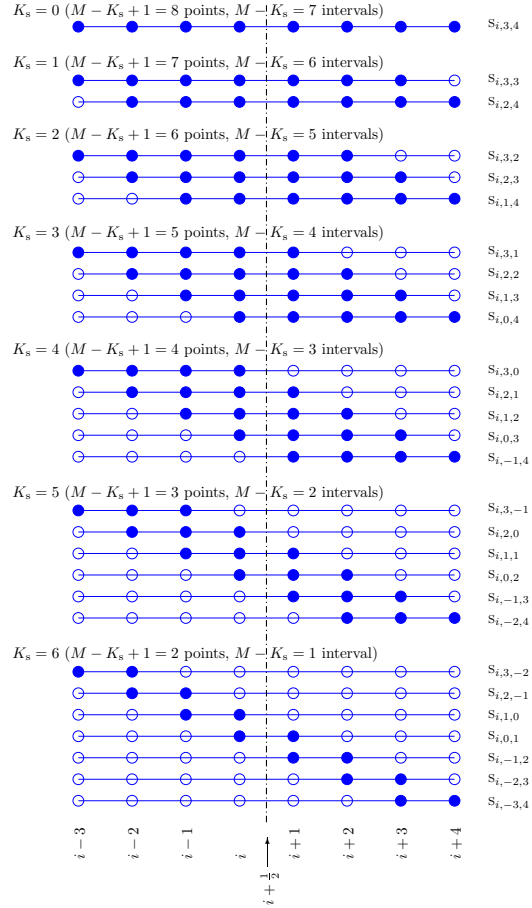 K_s = 0 (M − K_s + 1 = 8 points, M − K_s = 7 intervals)
S_{i,3,4}
K_s = 1 (M − K_s + 1 = 7 points, M − K_s = 6 intervals)
S_{i,3,3}
S_{i,2,4}
K_s = 2 (M − K_s + 1 = 6 points, M − K_s = 5 intervals)
S_{i,3,2}
S_{i,2,3}
S_{i,1,4}
K_s = 3 (M − K_s + 1 = 5 points, M − K_s = 4 intervals)
S_{i,3,1}
S_{i,2,2}
S_{i,1,3}
S_{i,0,4}
K_s = 4 (M − K_s + 1 = 4 points, M − K_s = 3 intervals)
S_{i,3,0}
S_{i,2,1}
S_{i,1,2}
S_{i,0,3}
S_{i,−1,4}
K_s = 5 (M − K_s + 1 = 3 points, M − K_s = 2 intervals)
S_{i,3,−1}
S_{i,2,0}
S_{i,1,1}
S_{i,0,2}
S_{i,−1,3}
S_{i,−2,4}
K_s = 6 (M − K_s + 1 = 2 points, M − K_s = 1 interval)
S_{i,3,−2}
S_{i,2,−1}
S_{i,1,0}
S_{i,0,1}
S_{i,−1,2}
S_{i,−2,3}
S_{i,−3,4}
i − 3
i − 2
i − 1
i
i + 1/2
i + 1
i + 2
i + 3
i + 4